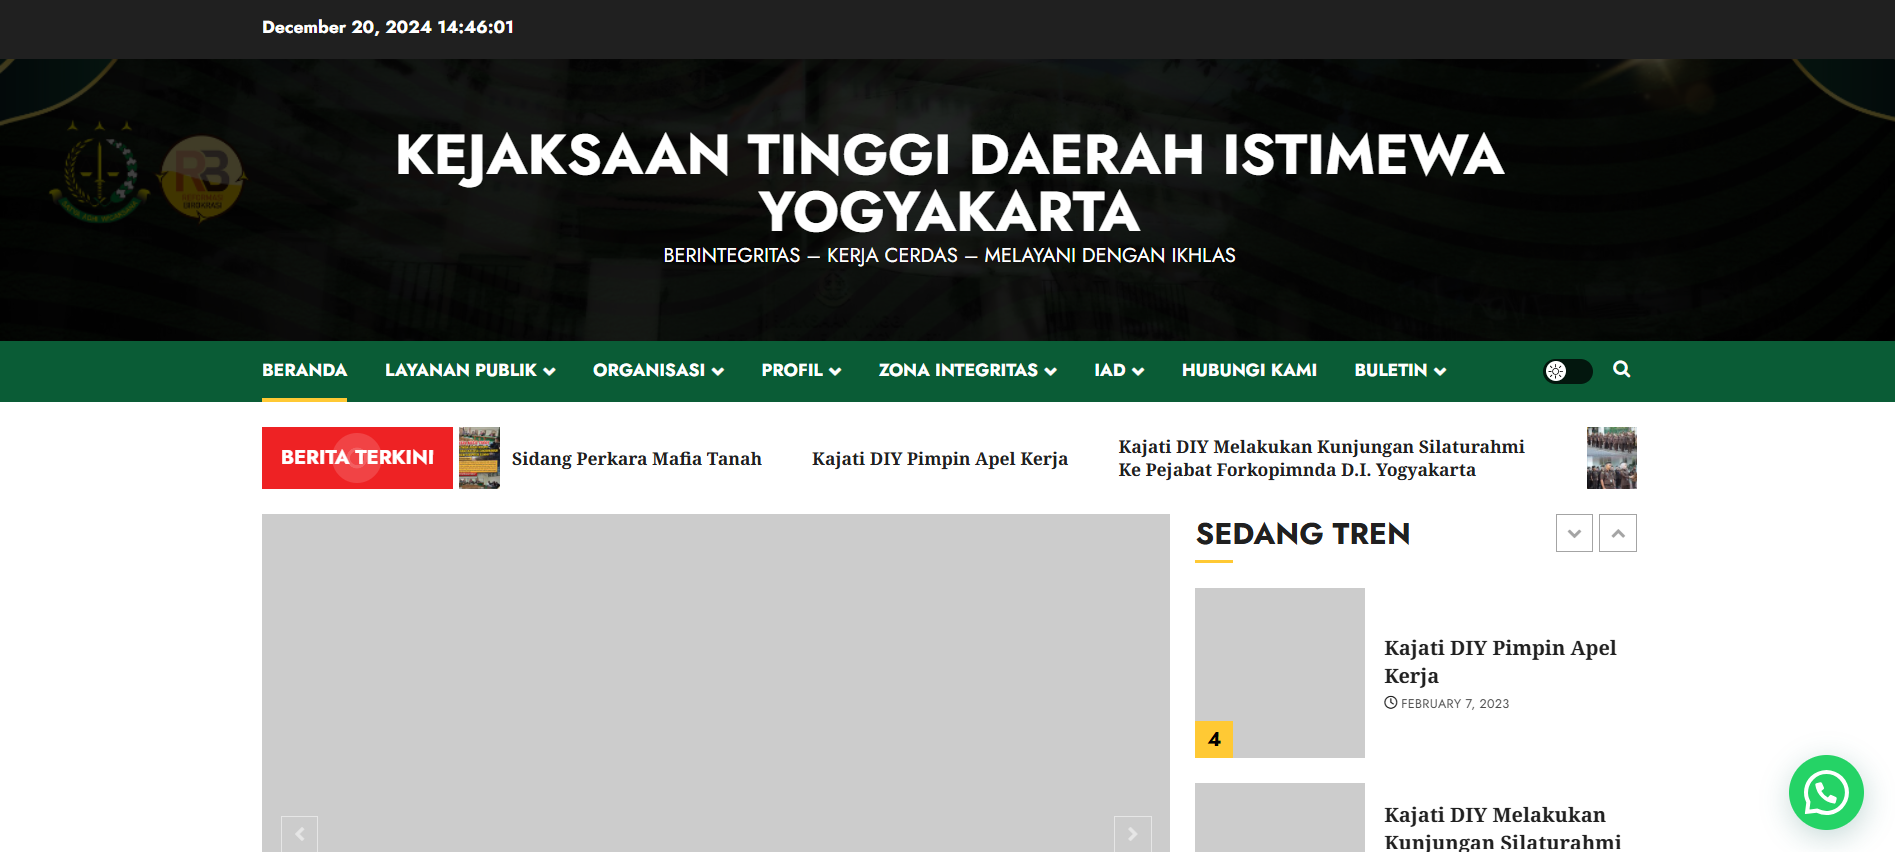 December 20, 2024 14:46:01
KEJAKSAAN TINGGI DAERAH ISTIMEWA
YOGYAKARTA
BERINTEGRITAS – KERJA CERDAS – MELAYANI DENGAN IKHLAS
RB
BERANDA
LAYANAN PUBLIK
ORGANISASI
PROFIL
ZONA INTEGRITAS
IAD
HUBUNGI KAMI
BULETIN
BERITA TERKINI
Sidang Perkara Mafia Tanah
Kajati DIY Pimpin Apel Kerja
Kajati DIY Melakukan Kunjungan Silaturahmi
Ke Pejabat Forkopimnda D.I. Yogyakarta
SEDANG TREN
4
Kajati DIY Pimpin Apel
Kerja
FEBRUARY 7, 2023
Kajati DIY Melakukan
Kunjungan Silaturahmi